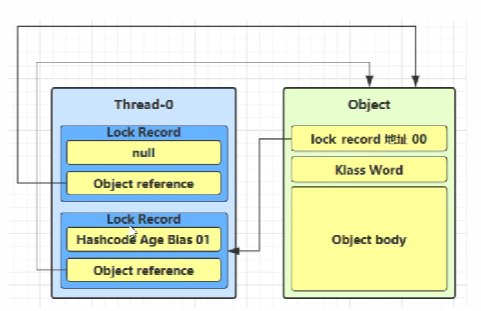 Thread-0
Lock Record
null
Object reference
Lock Record
Hashcode Age Bias 01
Object reference
Object
lock record 地址 00
Klass Word
Object body